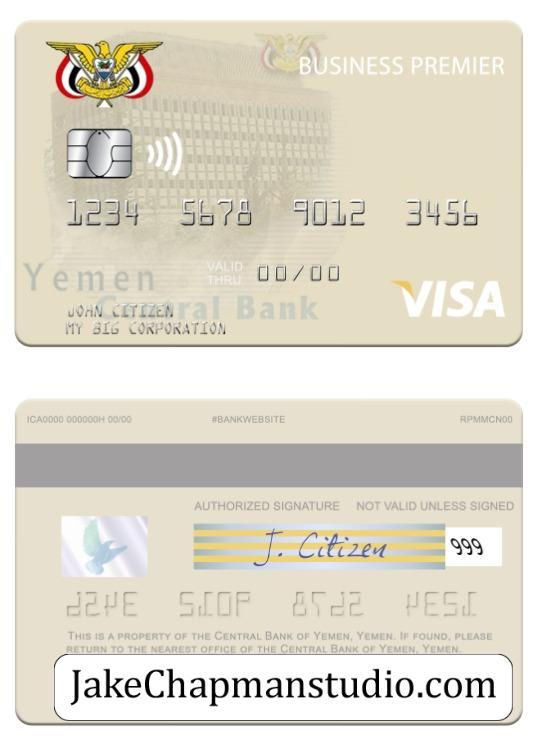 BUSINESS PREMIER
1234 5678 9012 3456
VALID THRU 00/00
Yemen
Central Bank
JOHN CITIZEN
MY BIG CORPORATION
VISA
ICA0000 000000H 00/00 #BANKWEBSITE RPMMCN00
AUTHORIZED SIGNATURE NOT VALID UNLESS SIGNED
J. Citizen 999
THIS IS A PROPERTY OF THE CENTRAL BANK OF YEMEN, YEMEN. IF FOUND, PLEASE
RETURN TO THE NEAREST OFFICE OF THE CENTRAL BANK OF YEMEN, YEMEN.
JakeChapmanstudio.com